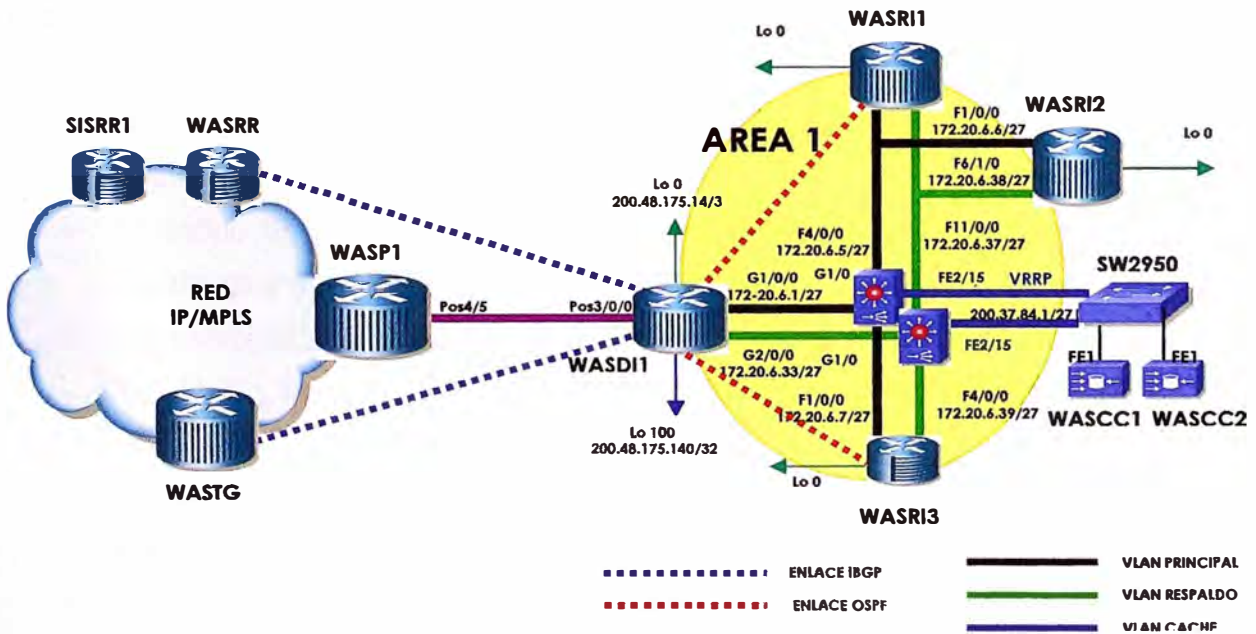 WASRI1
Lo 0
SISRR1
WASRR
WASRI2
F1/0/0
172.20.6.6/27
Lo 0
AREA 1
F6/1/0
172.20.6.38/27
Lo 0
200.48.175.14/3
F11/0/0
172.20.6.37/27
F4/0/0
172.20.6.5/27
WASP1
SW2950
G1/0/0
G1/0
172-20.6.1/27
FE2/15
VRRP
RED
IP/MPLS
Pos4/5
Pos3/0/0
200.37.84.1/27
WASDI1
G2/0/0
G1/0
172.20.6.33/27
FE2/15
FE1
FE1
F1/0/0
172.20.6.7/27
F4/0/0
172.20.6.39/27
WASCC1
WASCC2
Lo 100
200.48.175.140/32
Lo 0
WASTG
WASRI3
ENLACE IBGP
ENLACE OSPF
VLAN PRINCIPAL
VLAN RESPALDO
VLAN CACHE